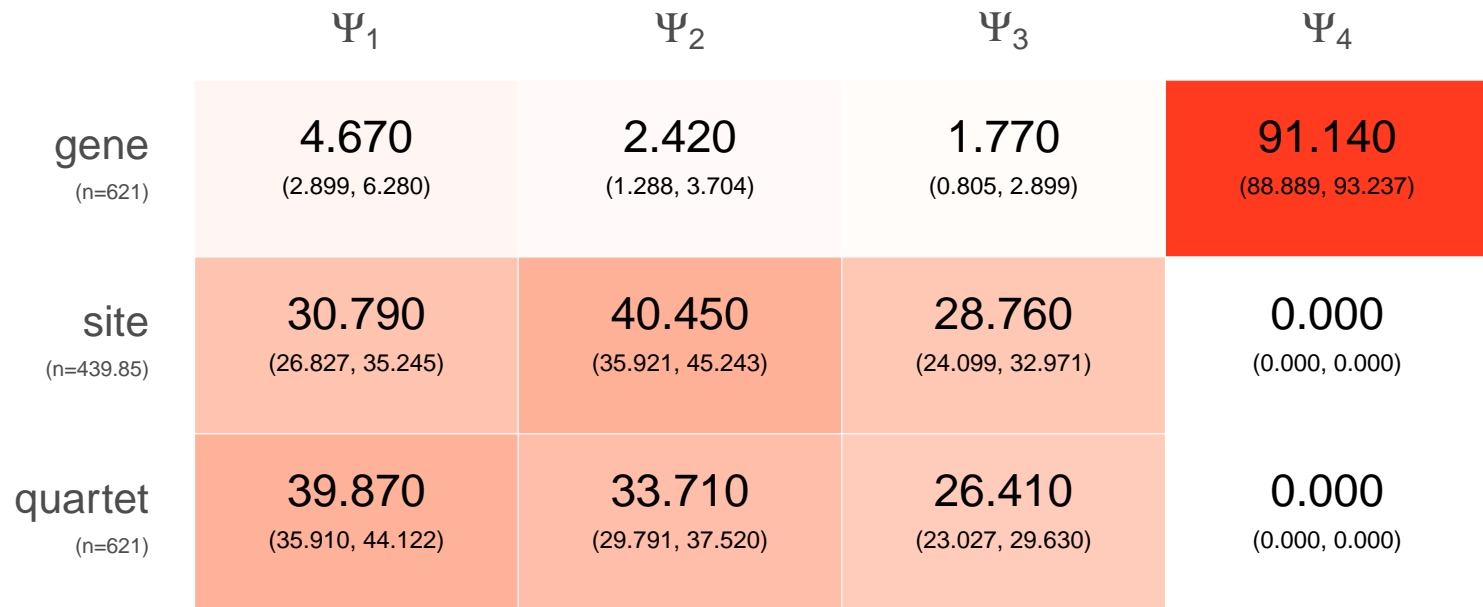 Ψ1 Ψ2 Ψ3 Ψ4
gene 4.670 2.420 1.770 91.140
(n=621) (2.899, 6.280) (1.288, 3.704) (0.805, 2.899) (88.889, 93.237)
site 30.790 40.450 28.760 0.000
(n=439.85) (26.827, 35.245) (35.921, 45.243) (24.099, 32.971) (0.000, 0.000)
quartet 39.870 33.710 26.410 0.000
(n=621) (35.910, 44.122) (29.791, 37.520) (23.027, 29.630) (0.000, 0.000)